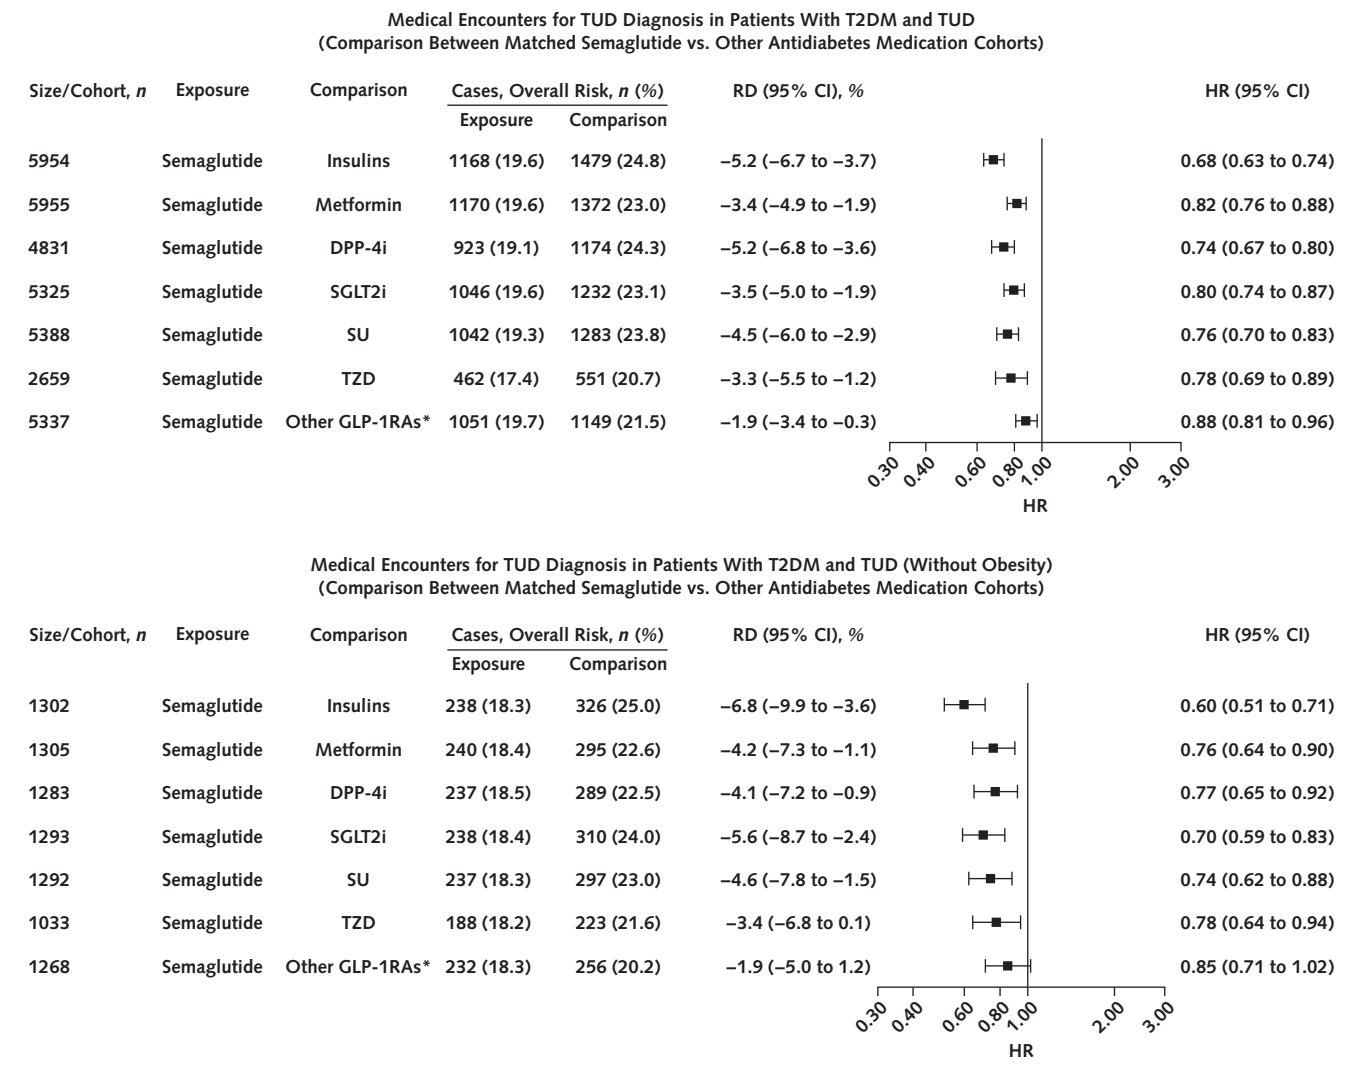 Medical Encounters for TUD Diagnosis in Patients With T2DM and TUD
(Comparison Between Matched Semaglutide vs. Other Antidiabetes Medication Cohorts)
Size/Cohort, n Exposure Comparison Cases, Overall Risk, n (%) RD (95% CI), % HR (95% CI)
Exposure Comparison
5954 Semaglutide Insulins 1168 (19.6) 1479 (24.8) −5.2 (−6.7 to −3.7) 0.68 (0.63 to 0.74)
5955 Semaglutide Metformin 1170 (19.6) 1372 (23.0) −3.4 (−4.9 to −1.9) 0.82 (0.76 to 0.88)
4831 Semaglutide DPP-4i 923 (19.1) 1174 (24.3) −5.2 (−6.8 to −3.6) 0.74 (0.67 to 0.80)
5325 Semaglutide SGLT2i 1046 (19.6) 1232 (23.1) −3.5 (−5.0 to −1.9) 0.80 (0.74 to 0.87)
5388 Semaglutide SU 1042 (19.3) 1283 (23.8) −4.5 (−6.0 to −2.9) 0.76 (0.70 to 0.83)
2659 Semaglutide TZD 462 (17.4) 551 (20.7) −3.3 (−5.5 to −1.2) 0.78 (0.69 to 0.89)
5337 Semaglutide Other GLP-1RAs* 1051 (19.7) 1149 (21.5) −1.9 (−3.4 to −0.3) 0.88 (0.81 to 0.96)
0.30 0.40 0.60 0.80 1.00 2.00 3.00
HR
Medical Encounters for TUD Diagnosis in Patients With T2DM and TUD (Without Obesity)
(Comparison Between Matched Semaglutide vs. Other Antidiabetes Medication Cohorts)
Size/Cohort, n Exposure Comparison Cases, Overall Risk, n (%) RD (95% CI), % HR (95% CI)
Exposure Comparison
1302 Semaglutide Insulins 238 (18.3) 326 (25.0) −6.8 (−9.9 to −3.6) 0.60 (0.51 to 0.71)
1305 Semaglutide Metformin 240 (18.4) 295 (22.6) −4.2 (−7.3 to −1.1) 0.76 (0.64 to 0.90)
1283 Semaglutide DPP-4i 237 (18.5) 289 (22.5) −4.1 (−7.2 to −0.9) 0.77 (0.65 to 0.92)
1293 Semaglutide SGLT2i 238 (18.4) 310 (24.0) −5.6 (−8.7 to −2.4) 0.70 (0.59 to 0.83)
1292 Semaglutide SU 237 (18.3) 297 (23.0) −4.6 (−7.8 to −1.5) 0.74 (0.62 to 0.88)
1033 Semaglutide TZD 188 (18.2) 223 (21.6) −3.4 (−6.8 to 0.1) 0.78 (0.64 to 0.94)
1268 Semaglutide Other GLP-1RAs* 232 (18.3) 256 (20.2) −1.9 (−5.0 to 1.2) 0.85 (0.71 to 1.02)
0.30 0.40 0.60 0.80 1.00 2.00 3.00
HR